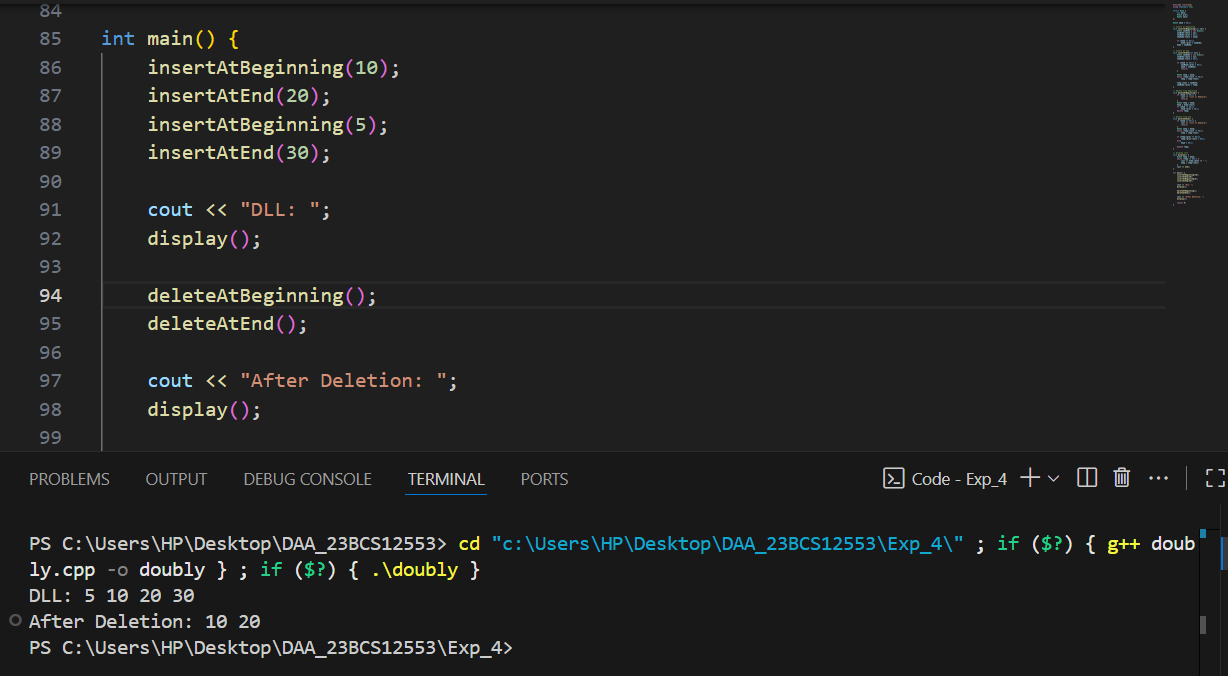 84
85 int main() {
86     insertAtBeginning(10);
87     insertAtEnd(20);
88     insertAtBeginning(5);
89     insertAtEnd(30);
90
91     cout << "DLL: ";
92     display();
93
94     deleteAtBeginning();
95     deleteAtEnd();
96
97     cout << "After Deletion: ";
98     display();
99
PROBLEMS OUTPUT DEBUG CONSOLE TERMINAL PORTS Code - Exp_4
PS C:\Users\HP\Desktop\DAA_23BCS12553> cd "c:\Users\HP\Desktop\DAA_23BCS12553\Exp_4\" ; if ($?) { g++ doub
ly.cpp -o doubly } ; if ($?) { .\doubly }
DLL: 5 10 20 30
After Deletion: 10 20
PS C:\Users\HP\Desktop\DAA_23BCS12553\Exp_4>